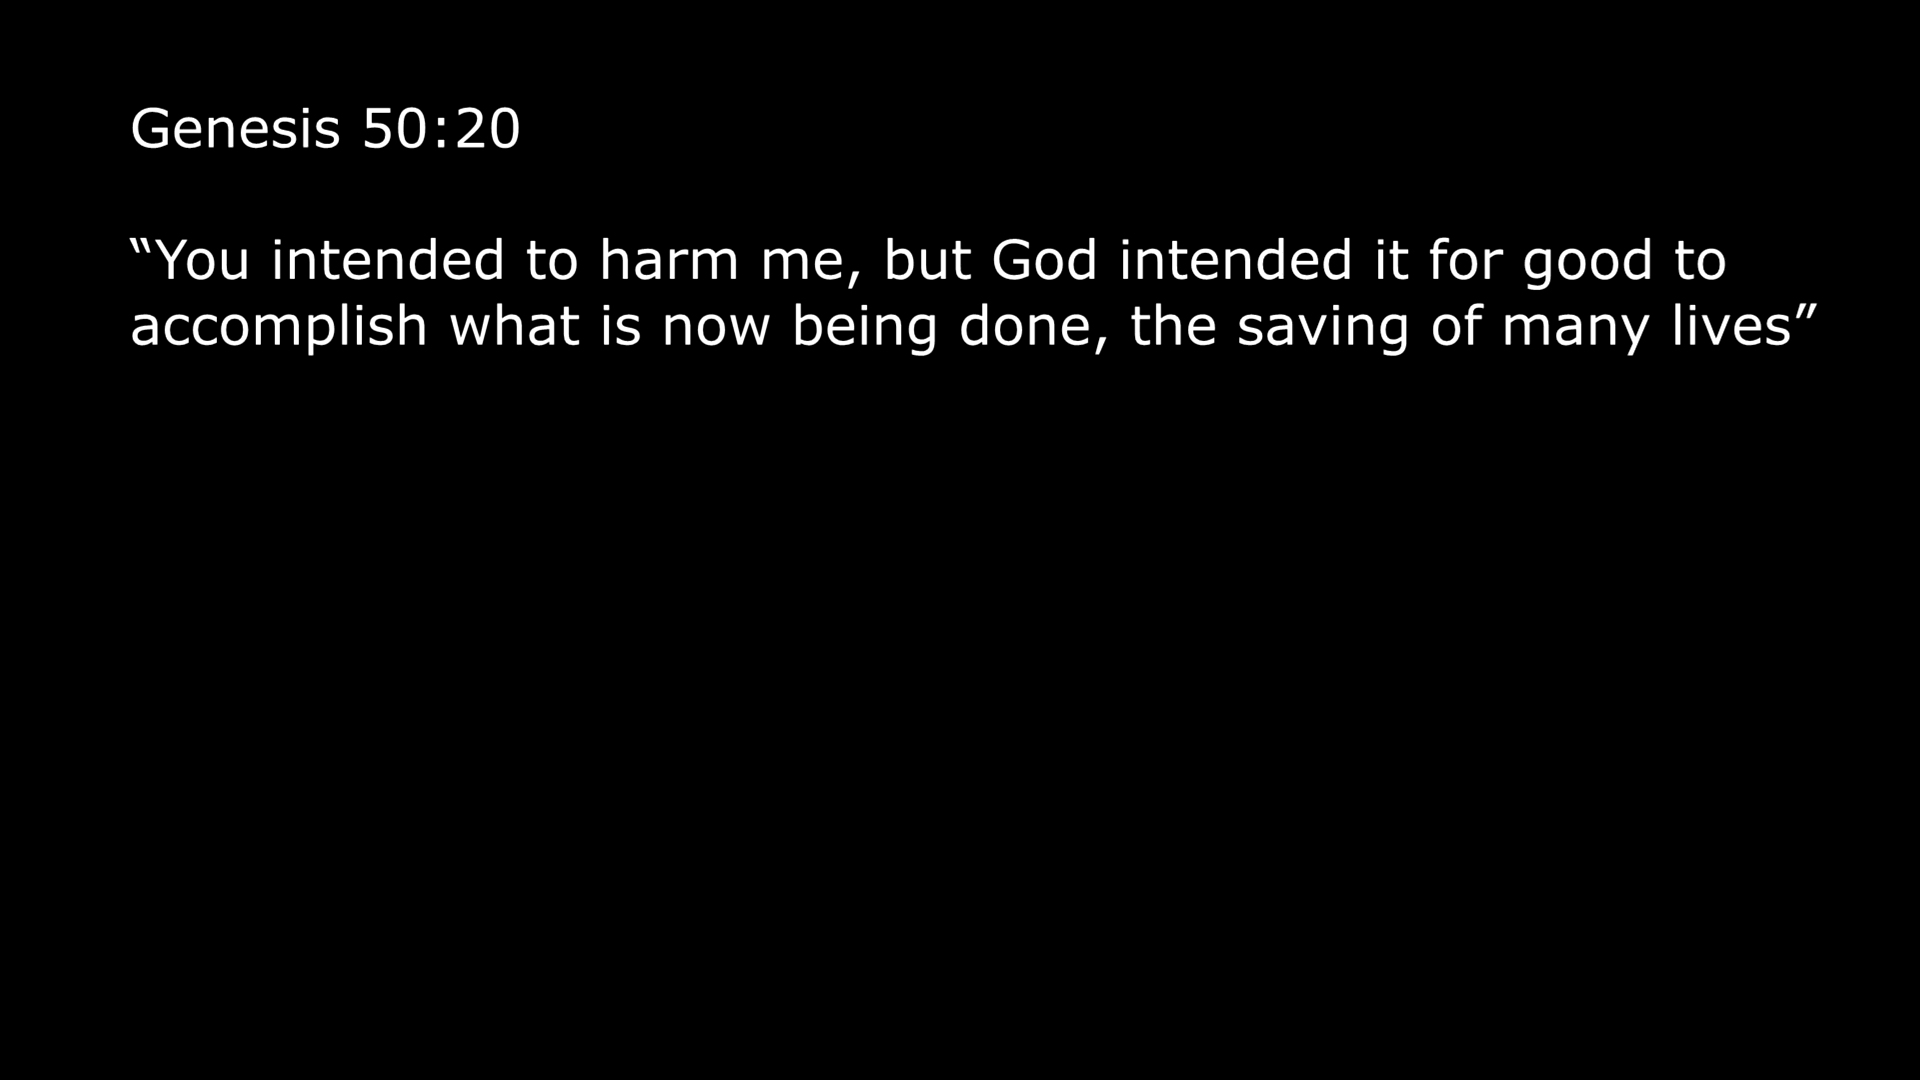 Genesis 50:20
“You intended to harm me, but God intended it for good to
accomplish what is now being done, the saving of many lives”